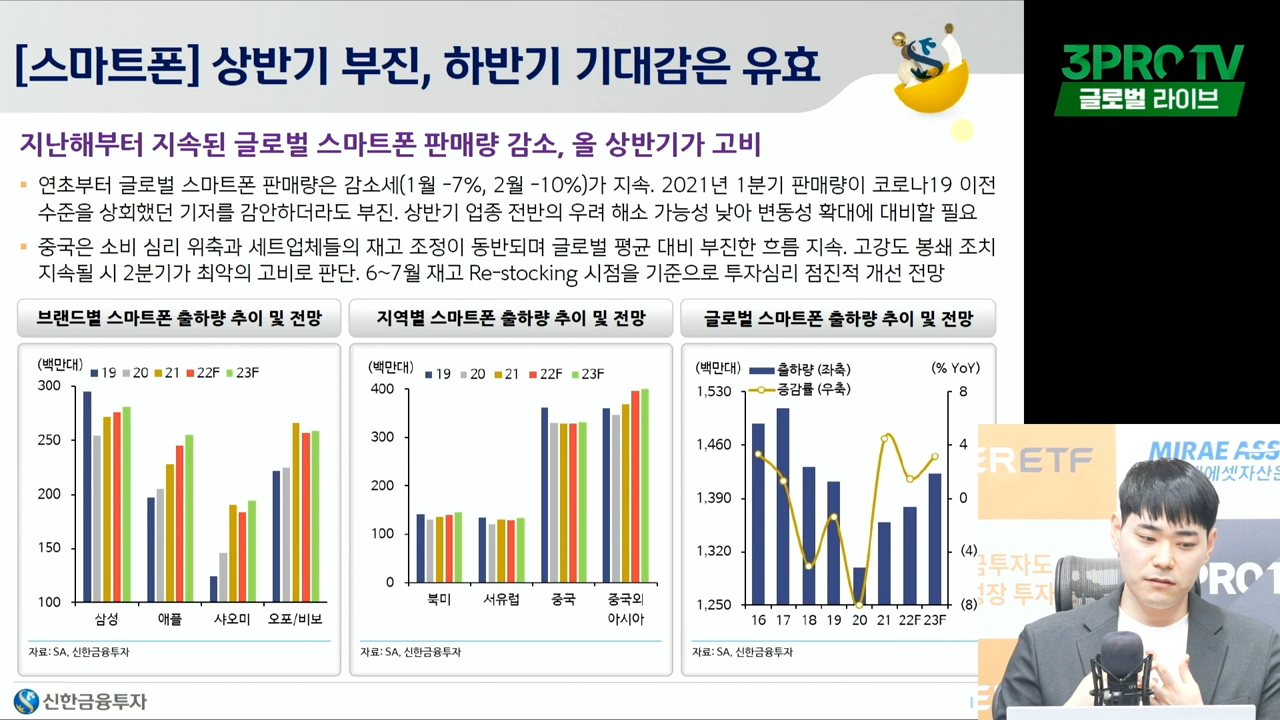 [스마트폰] 상반기 부진, 하반기 기대감은 유효
3PRO TV
글로벌 라이브
지난해부터 지속된 글로벌 스마트폰 판매량 감소, 올 상반기가 고비
연초부터 글로벌 스마트폰 판매량은 감소세(1월 -7%, 2월 -10%)가 지속. 2021년 1분기 판매량이 코로나19 이전
수준을 상회했던 기저를 감안하더라도 부진. 상반기 업종 전반의 우려 해소 가능성 낮아 변동성 확대에 대비할 필요
중국은 소비 심리 위축과 세트업체들의 재고 조정이 동반되며 글로벌 평균 대비 부진한 흐름 지속. 고강도 봉쇄 조치
지속될 시 2분기가 최악의 고비로 판단. 6~7월 재고 Re-stocking 시점을 기준으로 투자심리 점진적 개선 전망
브랜드별 스마트폰 출하량 추이 및 전망
(백만대)
19 20 21 22F 23F
300
250
200
150
100
삼성 애플 샤오미 오포/비보
자료: SA, 신한금융투자
지역별 스마트폰 출하량 추이 및 전망
(백만대)
19 20 21 22F 23F
400
300
200
100
0
북미 서유럽 중국 중국외
아시아
자료: SA, 신한금융투자
글로벌 스마트폰 출하량 추이 및 전망
(백만대) 출하량 (좌축) (% YoY)
증감률 (우축)
1,530 8
1,460 4
1,390 0
1,320 (4)
1,250 (8)
16 17 18 19 20 21 22F 23F
자료: SA, 신한금융투자
신한금융투자
ERETF
MIRAE ASS
래에셋자산운
금투자도
성장 투자
PRO T